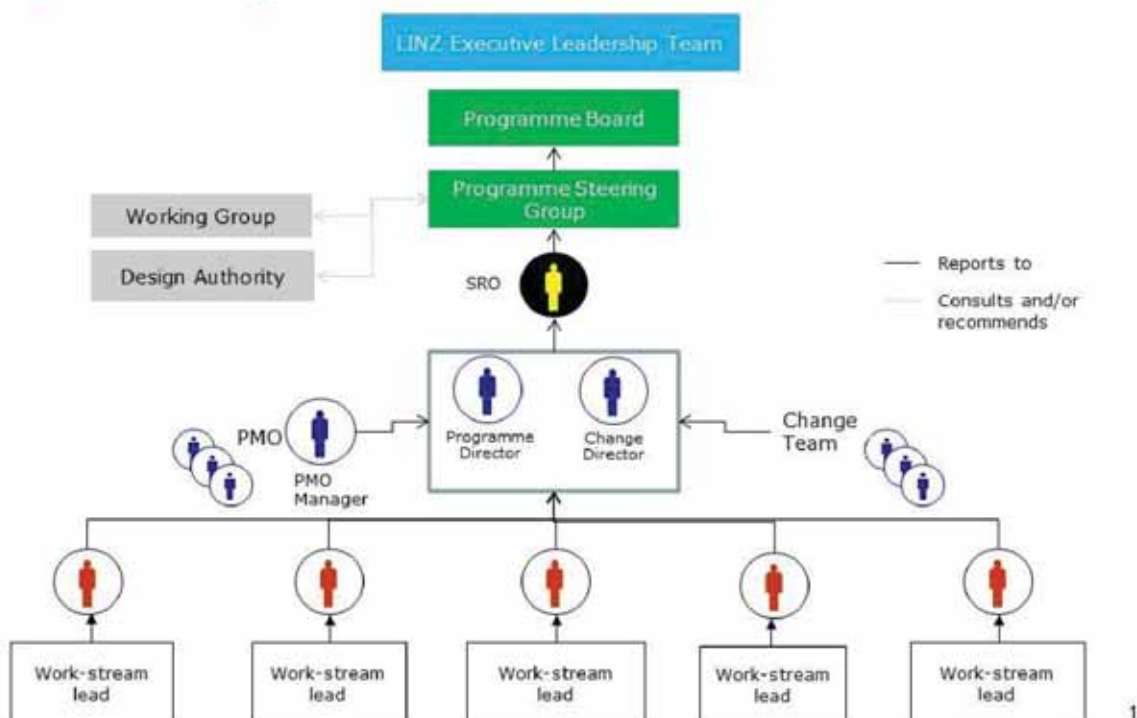 LINZ Executive Leadership Team
Programme Board
Programme Steering
Group
Working Group
Design Authority
SRO
Reports to
Consults and/or
recommends
PMO
PMO
Manager
Programme
Director
Change
Director
Change
Team
Work-stream
lead
Work-stream
lead
Work-stream
lead
Work-stream
lead
Work-stream
lead
1